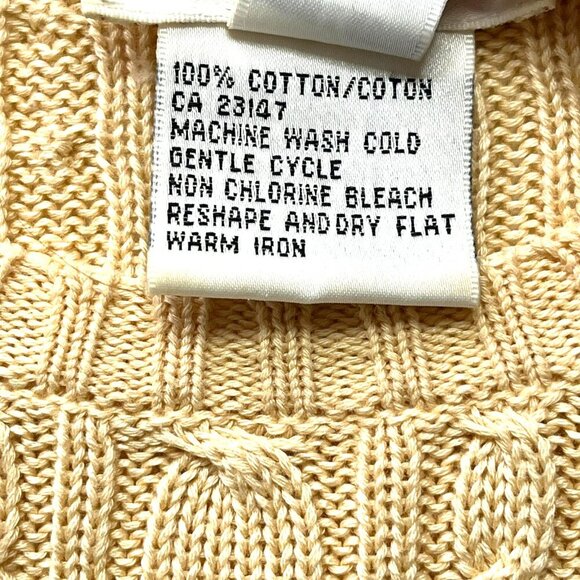 100% COTTON/COTON
CA 23147
MACHINE WASH COLD
GENTLE CYCLE
NON CHLORINE BLEACH
RESHAPE ANDDRY FLAT
WARM IRON